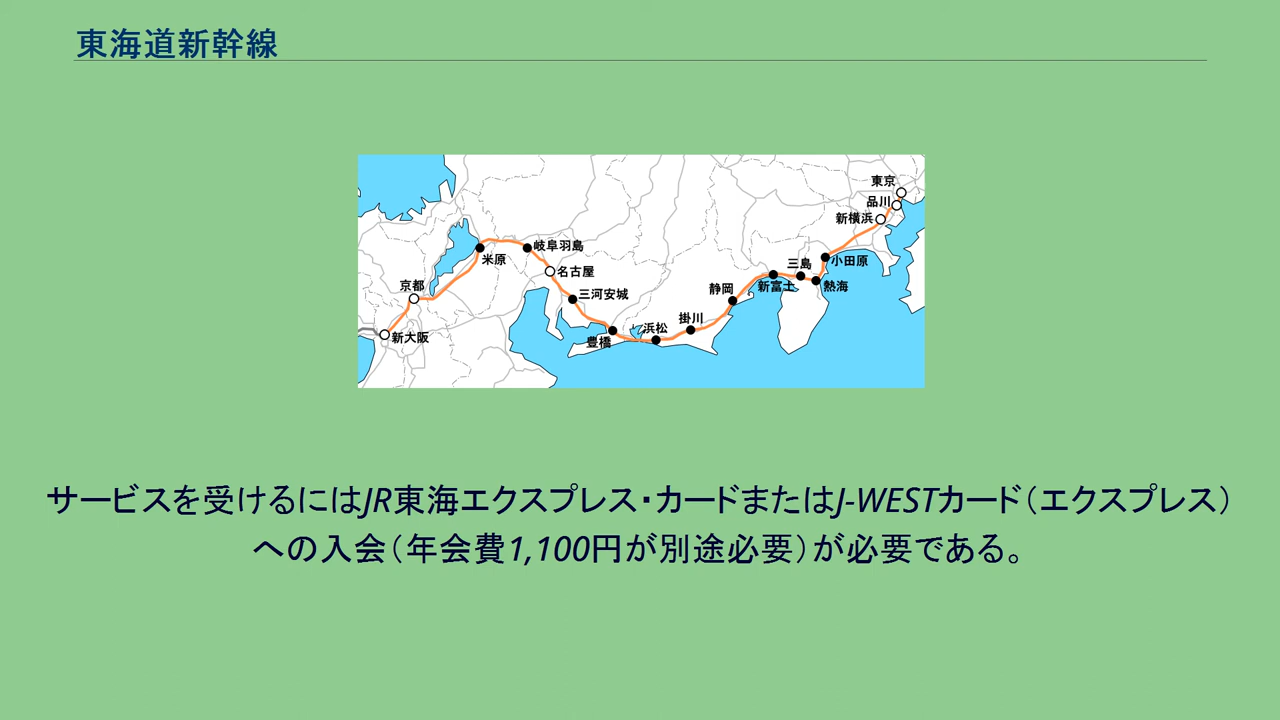 東海道新幹線
東京
品川
新横浜
岐阜羽島
米原
名古屋
小田原
三島
京都
新富士
熱海
静岡
三河安城
掛川
浜松
新大阪
豊橋
サービスを受けるにはJR東海エクスプレス・カードまたはJ-WESTカード（エクスプレス）
への入会（年会費1,100円が別途必要）が必要である。